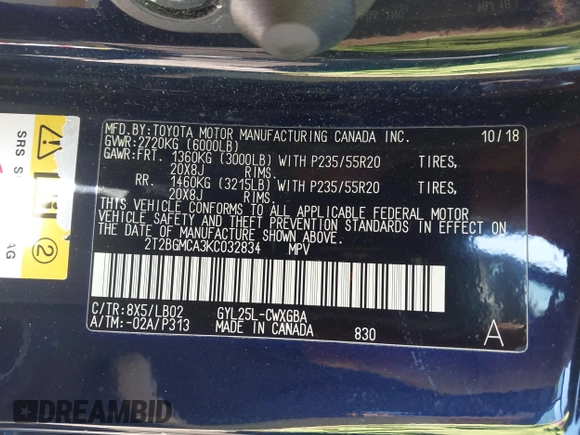 MFD.BY:TOYOTA MOTOR MANUFACTURING CANADA INC. 10/18
GVWR:2720KG (6000LB)
GAWR:FRT. 1360KG (3000LB) WITH P235/55R20 TIRES,
20X8J RIMS.
RR. 1460KG (3215LB) WITH P235/55R20 TIRES,
20X8J RIMS.
THIS VEHICLE CONFORMS TO ALL APPLICABLE FEDERAL MOTOR
VEHICLE SAFETY AND THEFT PREVENTION STANDARDS IN EFFECT ON
THE DATE OF MANUFACTURE SHOWN ABOVE.
2T2BGMCA3KC032834 MPV
C/TR:8X5/LB02 GYL25L-CWXGBA
A/TM:-02A/P313 MADE IN CANADA 830 A
SRS
2
AG
DREAMBID